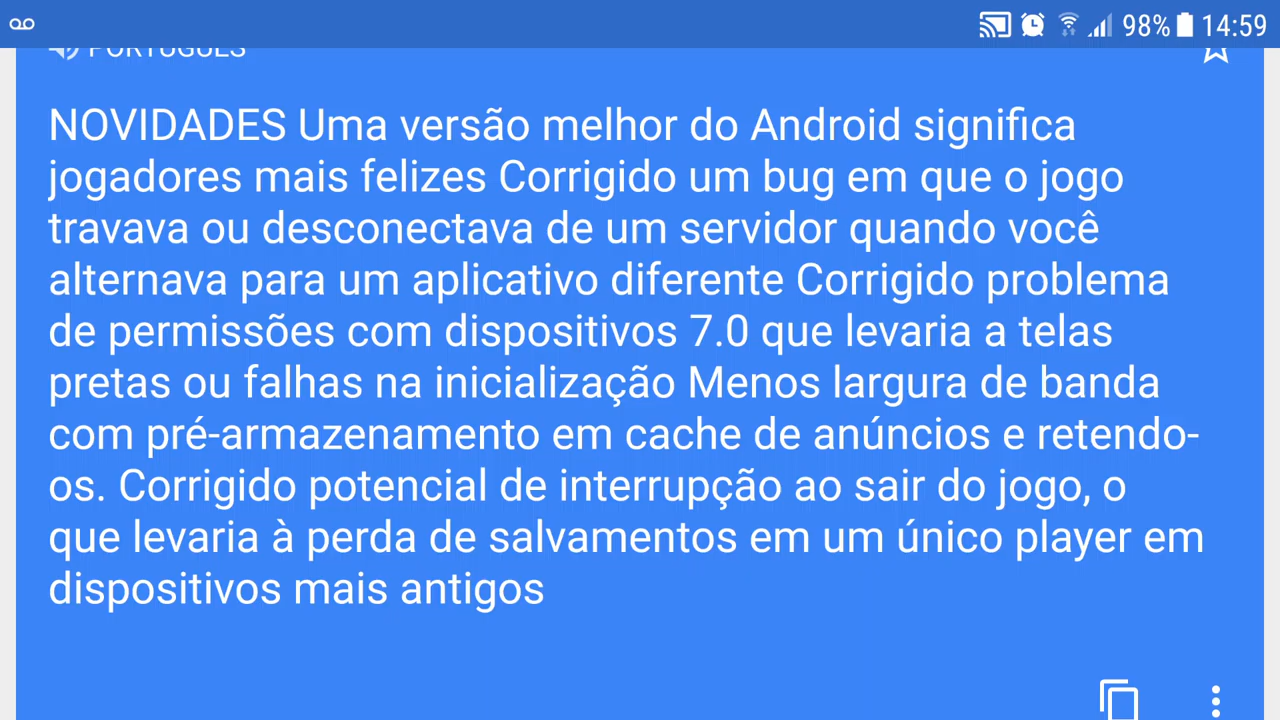 98% 14:59
PORTUGUÊS
NOVIDADES Uma versão melhor do Android significa
jogadores mais felizes Corrigido um bug em que o jogo
travava ou desconectava de um servidor quando você
alternava para um aplicativo diferente Corrigido problema
de permissões com dispositivos 7.0 que levaria a telas
pretas ou falhas na inicialização Menos largura de banda
com pré-armazenamento em cache de anúncios e retendo-
os. Corrigido potencial de interrupção ao sair do jogo, o
que levaria à perda de salvamentos em um único player em
dispositivos mais antigos